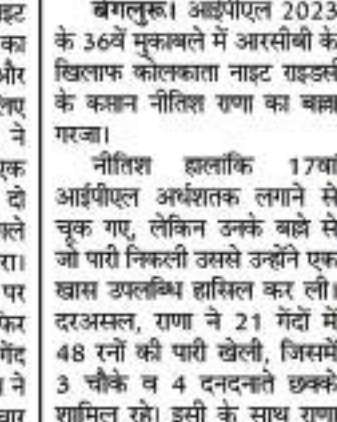 बेंगलुरू। आईपीएल 2023
के 36वें मुकाबले में आरसीबी के
खिलाफ कोलकाता नाइट राइडर्स
के कप्तान नीतिश राणा का बल्ला
गरजा।
नीतिश हालांकि 17वां
आईपीएल अर्धशतक लगाने से
चूक गए, लेकिन उनके बल्ले से
जो पारी निकली उससे उन्होंने एक
खास उपलब्धि हासिल कर ली।
दरअसल, राणा ने 21 गेंदों में
48 रनों की पारी खेली, जिसमें
3 चौके व 4 दनदनाते छक्के
शामिल रहे। इसी के साथ राणा